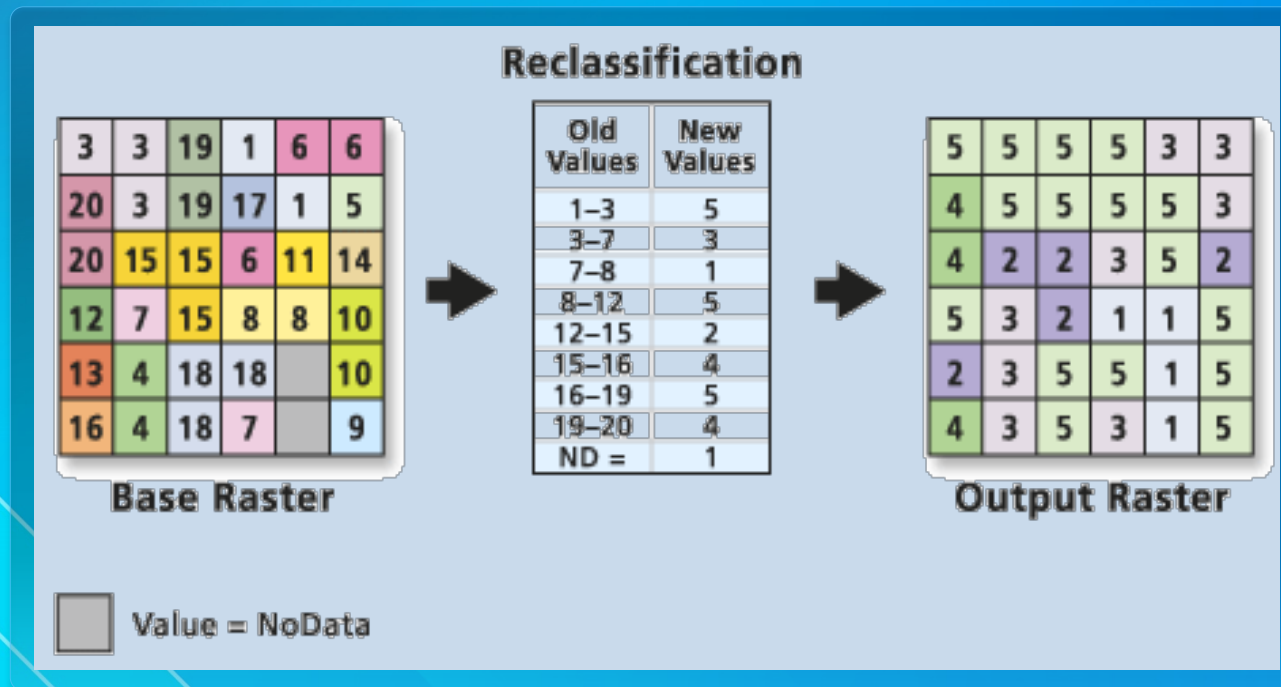 Reclassification
3 3 19 1 6 6
20 3 19 17 1 5
20 15 15 6 11 14
12 7 15 8 8 10
13 4 18 18 10
16 4 18 7 9
Base Raster
Old Values New Values
1–3 5
3–7 3
7–8 1
8–12 5
12–15 2
15–16 4
16–19 5
19–20 4
ND = 1
5 5 5 5 3 3
4 5 5 5 5 3
4 2 2 3 5 2
5 3 2 1 1 5
2 3 5 5 1 5
4 3 5 3 1 5
Output Raster
Value = NoData